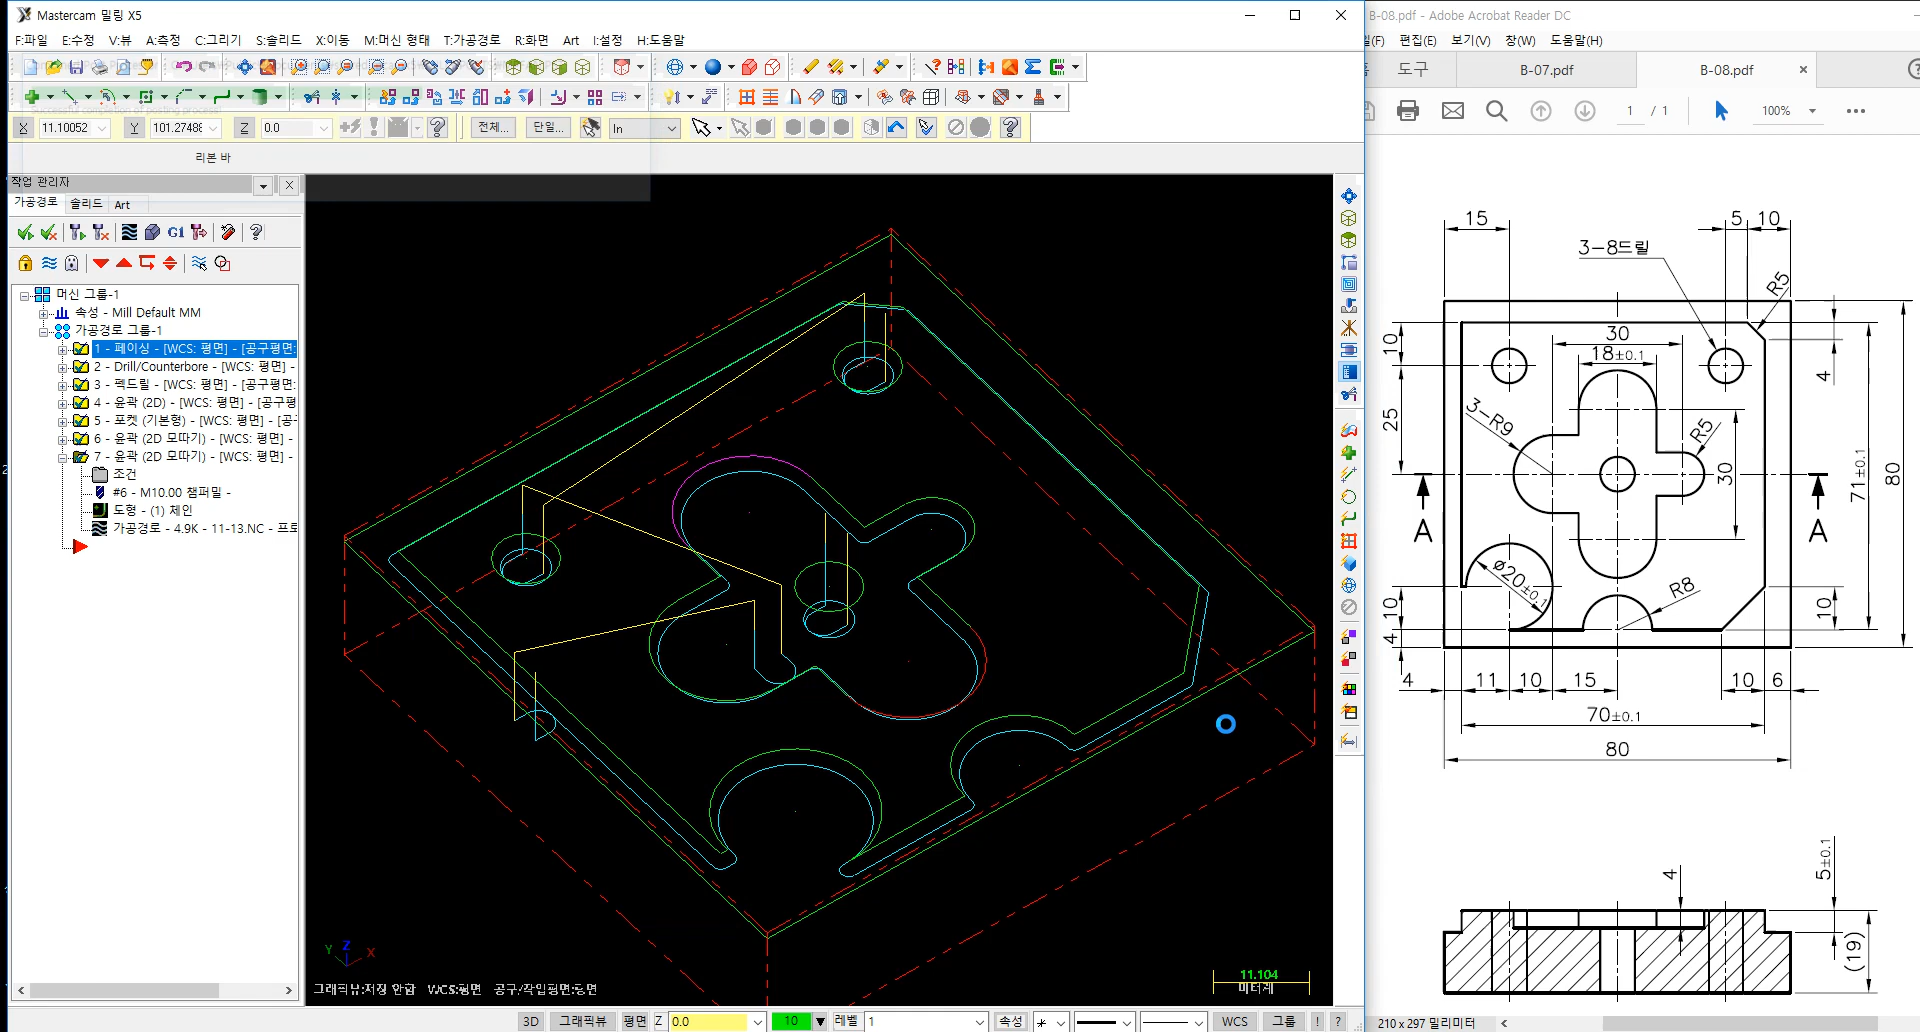 Mastercam 밀링 X5
F:파일 E:수정 V:뷰 A:측정 C:그리기 S:솔리드 X:이동 M:머신 형태 T:가공경로 R:화면 Art I:설정 H:도움말
Successful completion of posting process!
X 11.10052 Y 101.27488 Z 0.0 전체... 단일... In
리본 바
작업 관리자
가공경로 솔리드 Art
G1
머신 그룹-1
속성 - Mill Default MM
가공경로 그룹-1
1 - 페이싱 - [WCS: 평면] - [공구평면:
2 - Drill/Counterbore - [WCS: 평면] -
3 - 펙드릴 - [WCS: 평면] - [공구평면:
4 - 윤곽 (2D) - [WCS: 평면] - [공구평
5 - 포켓 (기본형) - [WCS: 평면] - [공
6 - 윤곽 (2D 모따기) - [WCS: 평면] -
7 - 윤곽 (2D 모따기) - [WCS: 평면] -
조건
#6 - M10.00 챔퍼밀 -
도형 - (1) 체인
가공경로 - 4.9K - 11-13.NC - 프로
Y Z X
그래픽뷰:저장 안함 WCS:평면 공구/작업평면:평면
11.104
미터계
3D 그래픽뷰 평면 Z 0.0 10 레벨 1 속성 WCS 그룹 ! ?
B-08.pdf - Adobe Acrobat Reader DC
(F) 편집(E) 보기(V) 창(W) 도움말(H)
도구 B-07.pdf B-08.pdf
1 / 1 100%
15 5 10
3-8드릴
R5
30
18±0.1
10
4
25
3-R9
R5
30
71±0.1
80
A A
⌀20±0.1
R8
10
10
4
4 11 10 15 10 6
70±0.1
80
4
5±0.1
(19)
210 x 297 밀리미터